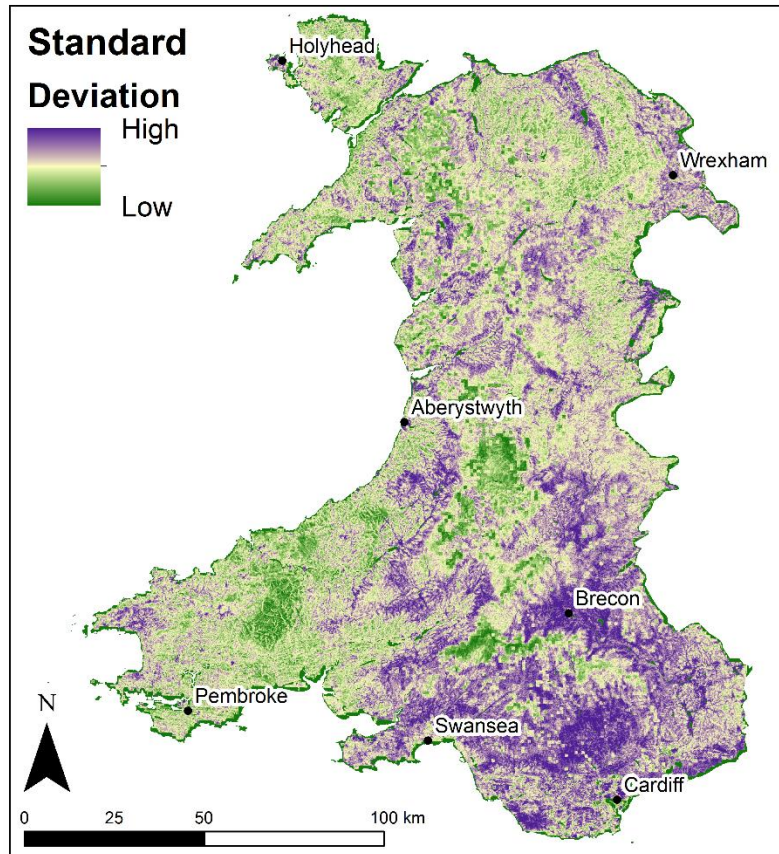 Standard
Deviation
High
Low
Holyhead
Wrexham
Aberystwyth
Brecon
Pembroke
Swansea
Cardiff
N
0 25 50 100 km